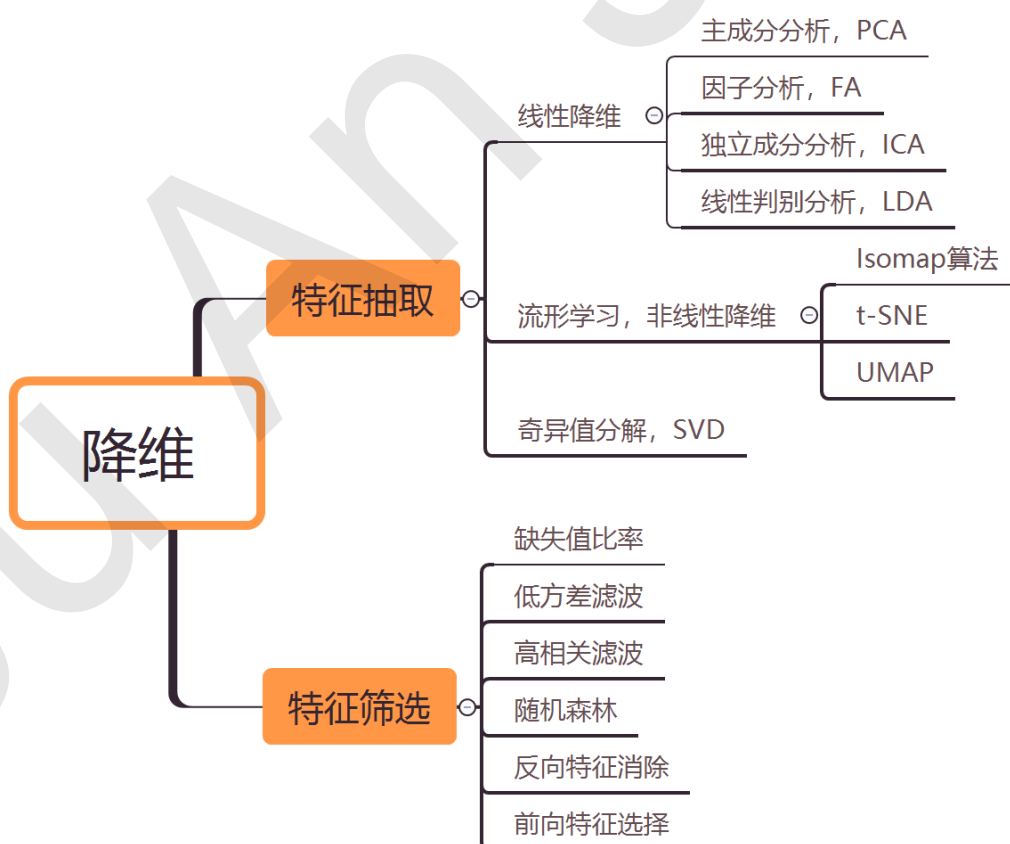 主成分分析，PCA
因子分析，FA
线性降维
独立成分分析，ICA
线性判别分析，LDA
Isomap算法
特征抽取
流形学习，非线性降维
t-SNE
UMAP
奇异值分解，SVD
降维
缺失值比率
低方差滤波
高相关滤波
特征筛选
随机森林
反向特征消除
前向特征选择